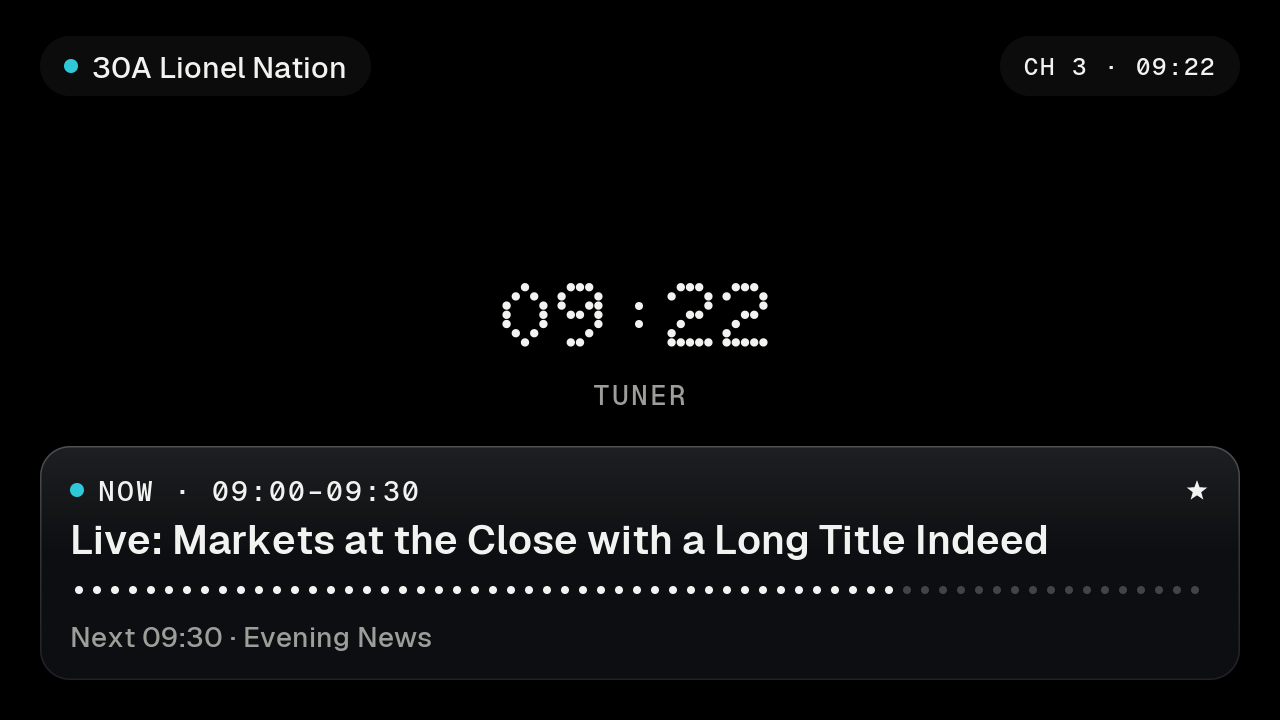 30A Lionel Nation
CH 3 · 09:22
09:22
TUNER
NOW · 09:00–09:30
Live: Markets at the Close with a Long Title Indeed
Next 09:30 · Evening News